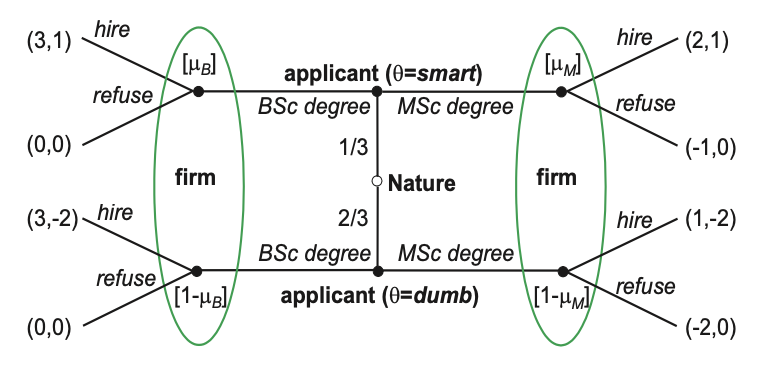 (3,1) hire [μB] applicant (θ=smart) [μM] hire (2,1)
refuse BSc degree MSc degree refuse
(0,0) 1/3 (-1,0)
firm Nature firm
(3,-2) hire 2/3 hire (1,-2)
refuse BSc degree MSc degree refuse
[1-μB] applicant (θ=dumb) [1-μM]
(0,0) (-2,0)